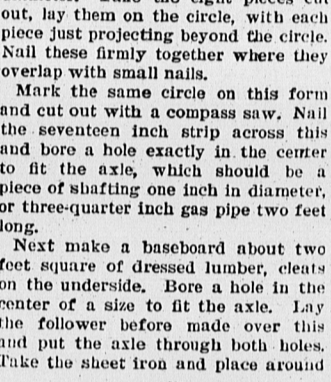 out, lay them on the circle, with each
piece just projecting beyond the circle.
Nail these firmly together where they
overlap with small nails.
Mark the same circle on this form
and cut out with a compass saw. Nail
the seventeen inch strip across this
and bore a hole exactly in the center
to fit the axle, which should be a
piece of shafting one inch in diameter,
or three-quarter inch gas pipe two feet
long.
Next make a baseboard about two
feet square of dressed lumber, cleats
on the underside. Bore a hole in the
center of a size to fit the axle. Lay
the follower before made over this
and put the axle through both holes.
Take the sheet iron and place around